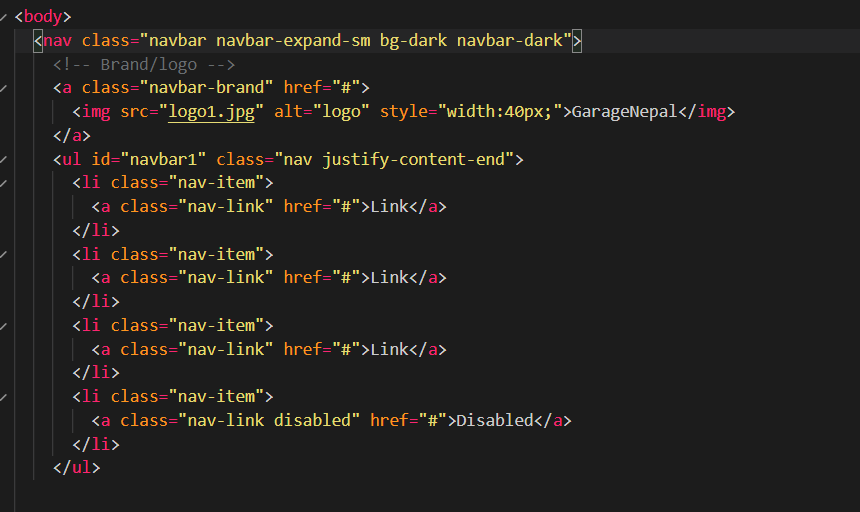 <body>
<nav class="navbar navbar-expand-sm bg-dark navbar-dark">
<!-- Brand/logo -->
<a class="navbar-brand" href="#">
<img src="logo1.jpg" alt="logo" style="width:40px;">GarageNepal</img>
</a>
<ul id="navbar1" class="nav justify-content-end">
<li class="nav-item">
<a class="nav-link" href="#">Link</a>
</li>
<li class="nav-item">
<a class="nav-link" href="#">Link</a>
</li>
<li class="nav-item">
<a class="nav-link" href="#">Link</a>
</li>
<li class="nav-item">
<a class="nav-link disabled" href="#">Disabled</a>
</li>
</ul>